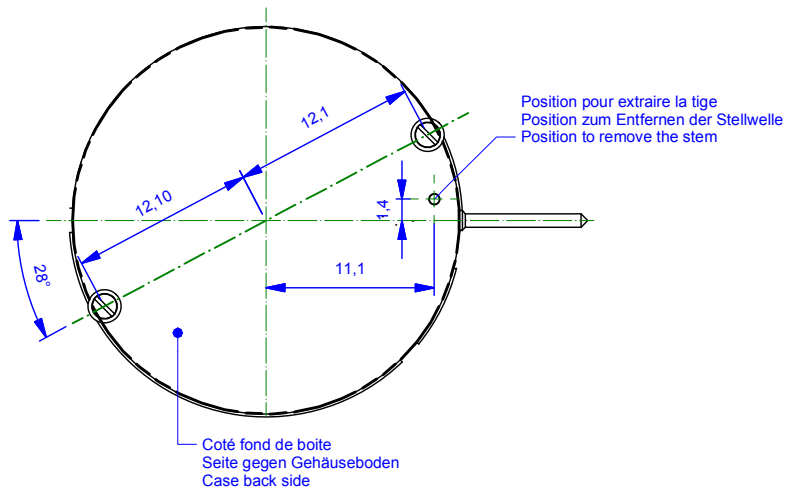 12,1
Position pour extraire la tige
Position zum Entfernen der Stellwelle
Position to remove the stem
12,10
1,4
28°
11,1
Coté fond de boite
Seite gegen Gehäuseboden
Case back side